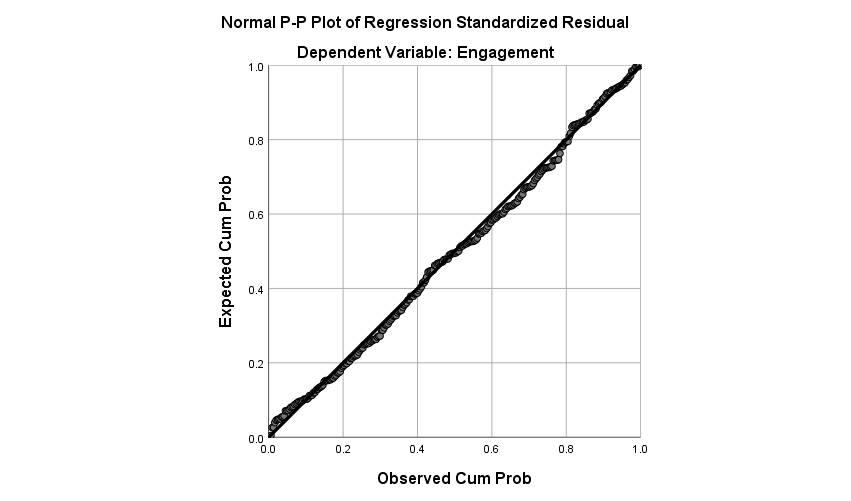 Normal P-P Plot of Regression Standardized Residual
Dependent Variable: Engagement
1.0
0.8
0.6
0.4
0.2
0.0
Expected Cum Prob
0.0 0.2 0.4 0.6 0.8 1.0
Observed Cum Prob